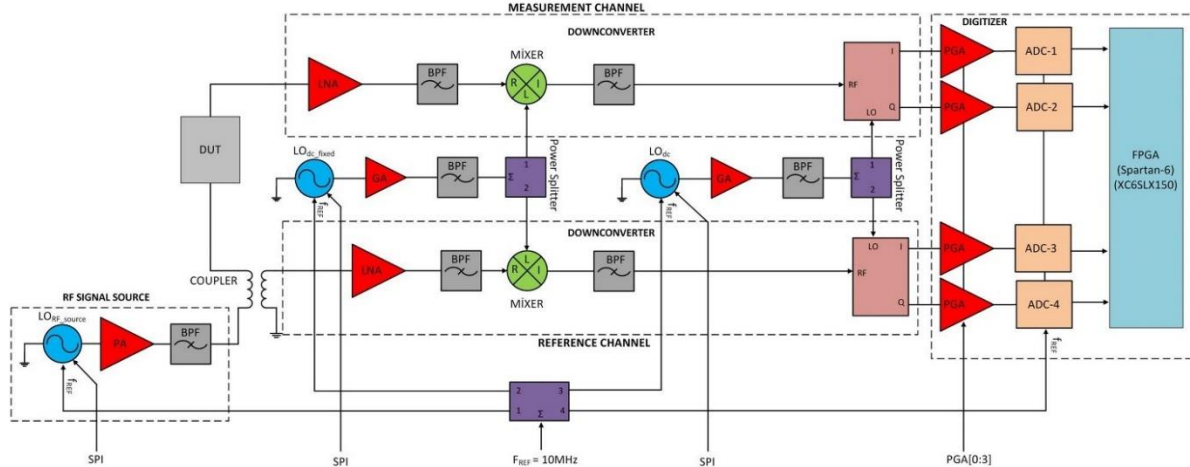 MEASUREMENT CHANNEL
DOWNCONVERTER
DIGITIZER
LNA
BPF
MİXER
R I
L
BPF
RF
I
Q
LO
PGA
ADC-1
PGA
ADC-2
DUT
LOdc_fixed
fREF
GA
BPF
Σ
1
2
Power Splitter
LOdc
fREF
GA
BPF
Σ
1
2
Power Splitter
FPGA
(Spartan-6)
(XC6SLX150)
DOWNCONVERTER
COUPLER
LNA
BPF
L
R I
MİXER
BPF
LO
RF
I
Q
PGA
ADC-3
PGA
ADC-4
fREF
REFERENCE CHANNEL
RF SIGNAL SOURCE
LORF_source
fREF
PA
BPF
2 3
1 Σ 4
SPI
SPI
FREF = 10MHz
SPI
PGA[0:3]